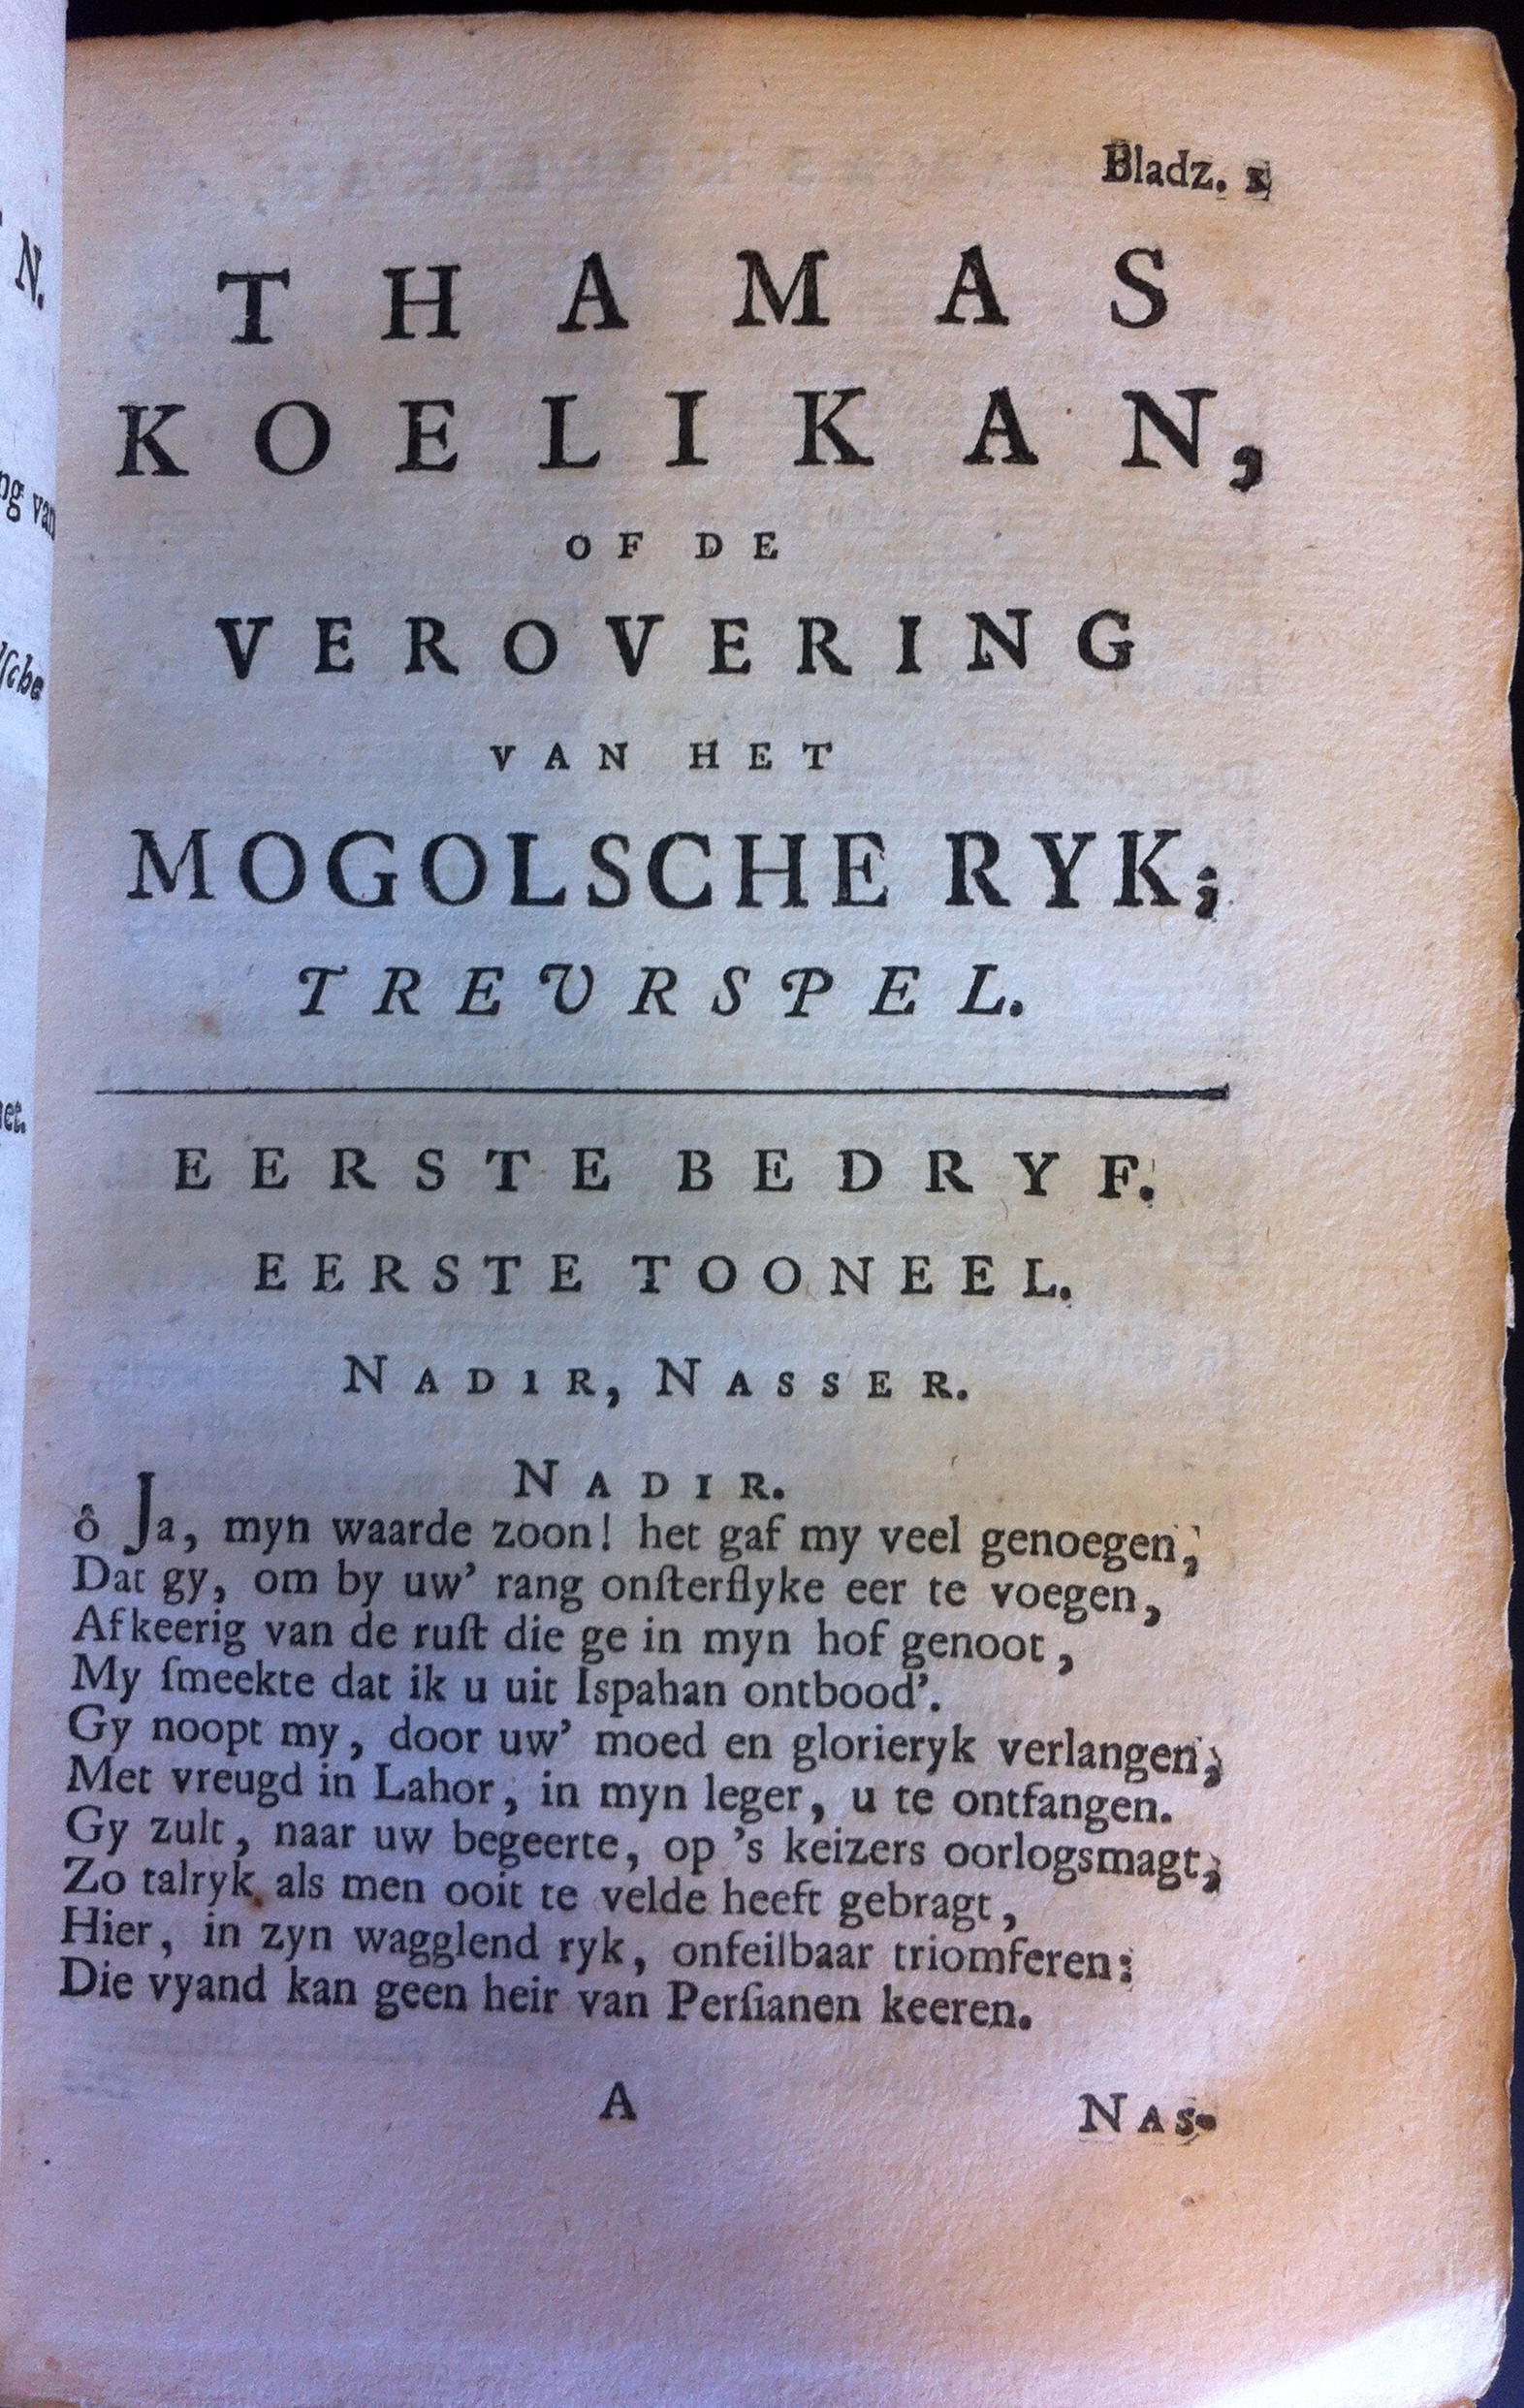 N.
ng van
lſche
et.
Bladz.
THAMAS
KOELIKAN,
OF DE
VEROVERING
VAN HET
MOGOLSCHE RYK;
TREURSPEL.
EERSTE BEDRYF.
EERSTE TOONEEL.
NADIR, NASSER.
NADIR.
ô Ja, myn waarde zoon! het gaf my veel genoegen,
Dat gy, om by uw’ rang onſterflyke eer te voegen,
Afkeerig van de ruſt die ge in myn hof genoot,
My ſmeekte dat ik u uit Ispahan ontbood’.
Gy noopt my, door uw’ moed en glorieryk verlangen,
Met vreugd in Lahor, in myn leger, u te ontfangen.
Gy zult, naar uw begeerte, op ’s keizers oorlogsmagt,
Zo talryk als men ooit te velde heeft gebragt,
Hier, in zyn wagglend ryk, onfeilbaar triomferen:
Die vyand kan geen heir van Perſianen keeren.
A
NAS-